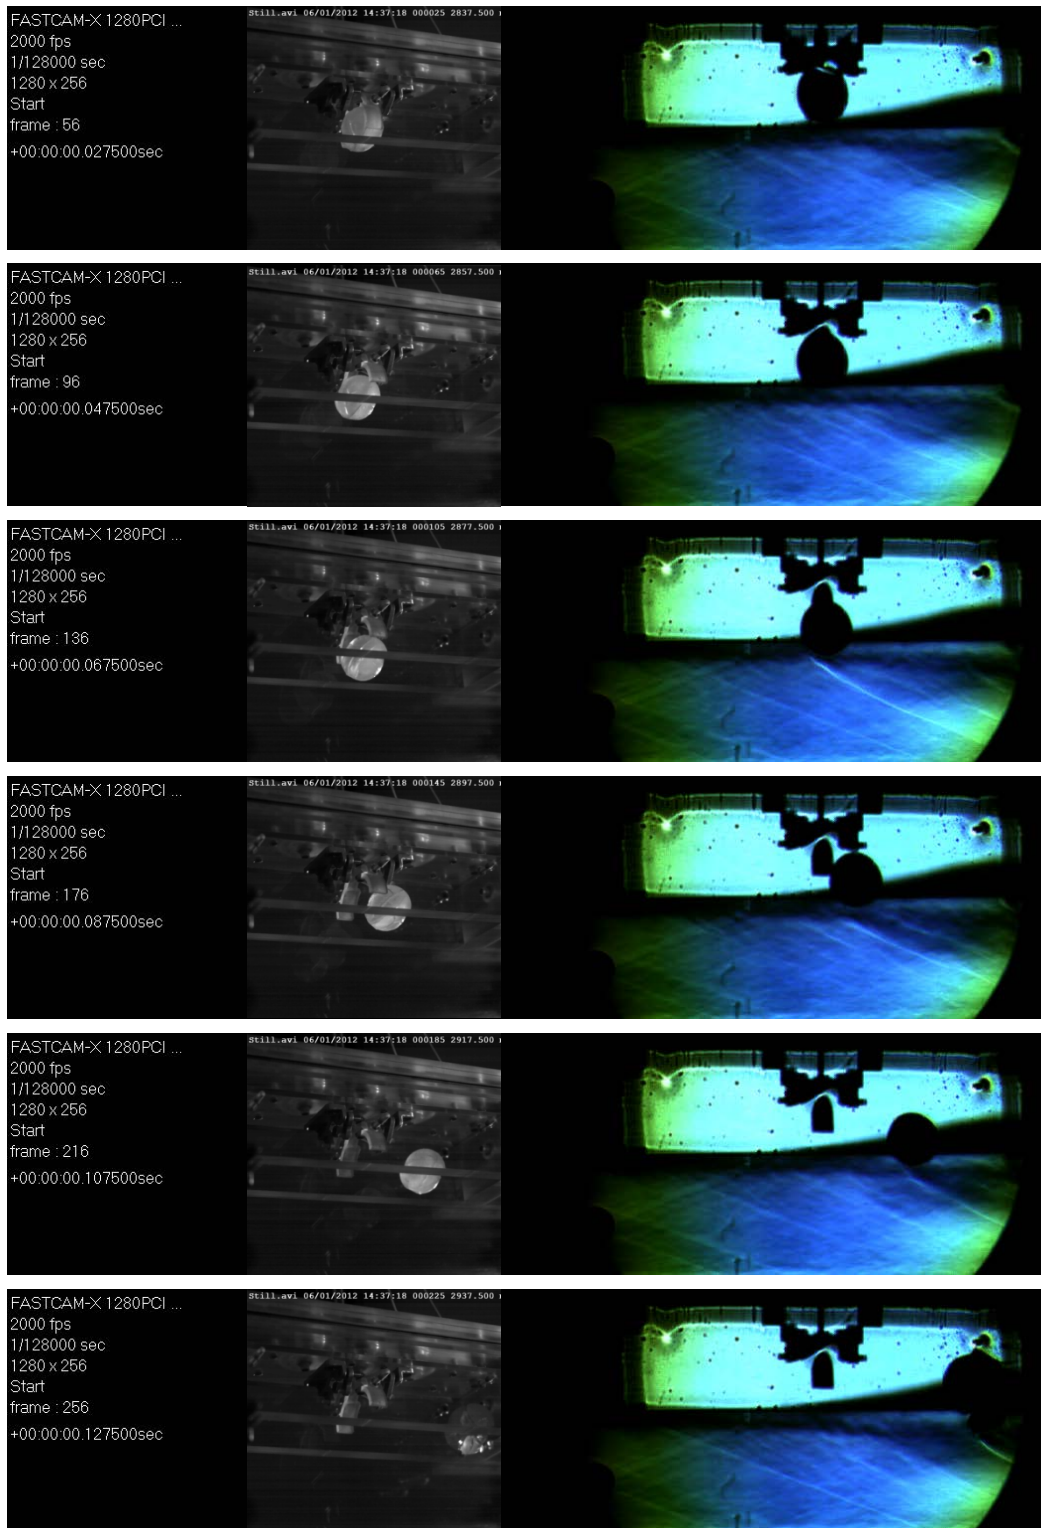 FASTCAM-X 1280PCI ...
2000 fps
1/128000 sec
1280 x 256
Start
frame : 56
+00:00:00.027500sec
Still.avi 06/01/2012 14:37:18 000025 2837.500
FASTCAM-X 1280PCI ...
2000 fps
1/128000 sec
1280 x 256
Start
frame : 96
+00:00:00.047500sec
Still.avi 06/01/2012 14:37:18 000065 2857.500
FASTCAM-X 1280PCI ...
2000 fps
1/128000 sec
1280 x 256
Start
frame : 136
+00:00:00.067500sec
Still.avi 06/01/2012 14:37:18 000105 2877.500
FASTCAM-X 1280PCI ...
2000 fps
1/128000 sec
1280 x 256
Start
frame : 176
+00:00:00.087500sec
Still.avi 06/01/2012 14:37:18 000145 2897.500
FASTCAM-X 1280PCI ...
2000 fps
1/128000 sec
1280 x 256
Start
frame : 216
+00:00:00.107500sec
Still.avi 06/01/2012 14:37:18 000185 2917.500
FASTCAM-X 1280PCI ...
2000 fps
1/128000 sec
1280 x 256
Start
frame : 256
+00:00:00.127500sec
Still.avi 06/01/2012 14:37:18 000225 2937.500